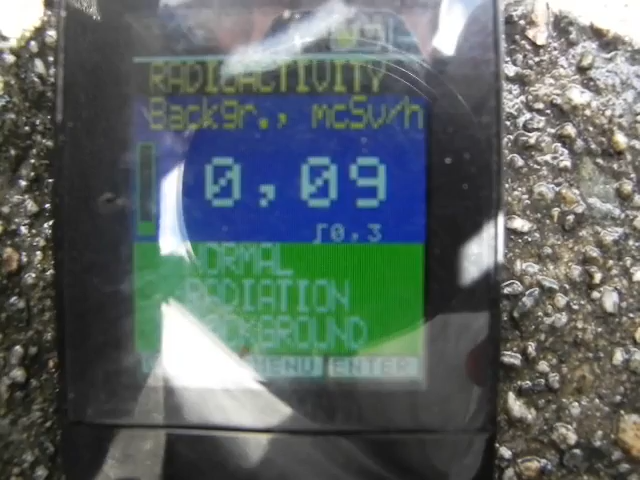 RADIOACTIVITY
Backgr., mcSv/h
0,09
0,3
NORMAL
RADIATION
BACKGROUND
MENU ENTER